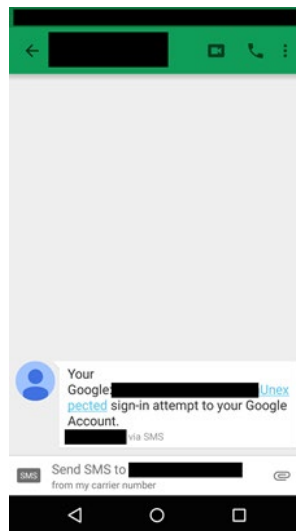 Your
Google: Unex
pected sign-in attempt to your Google
Account.
via SMS
SMS
Send SMS to
from my carrier number